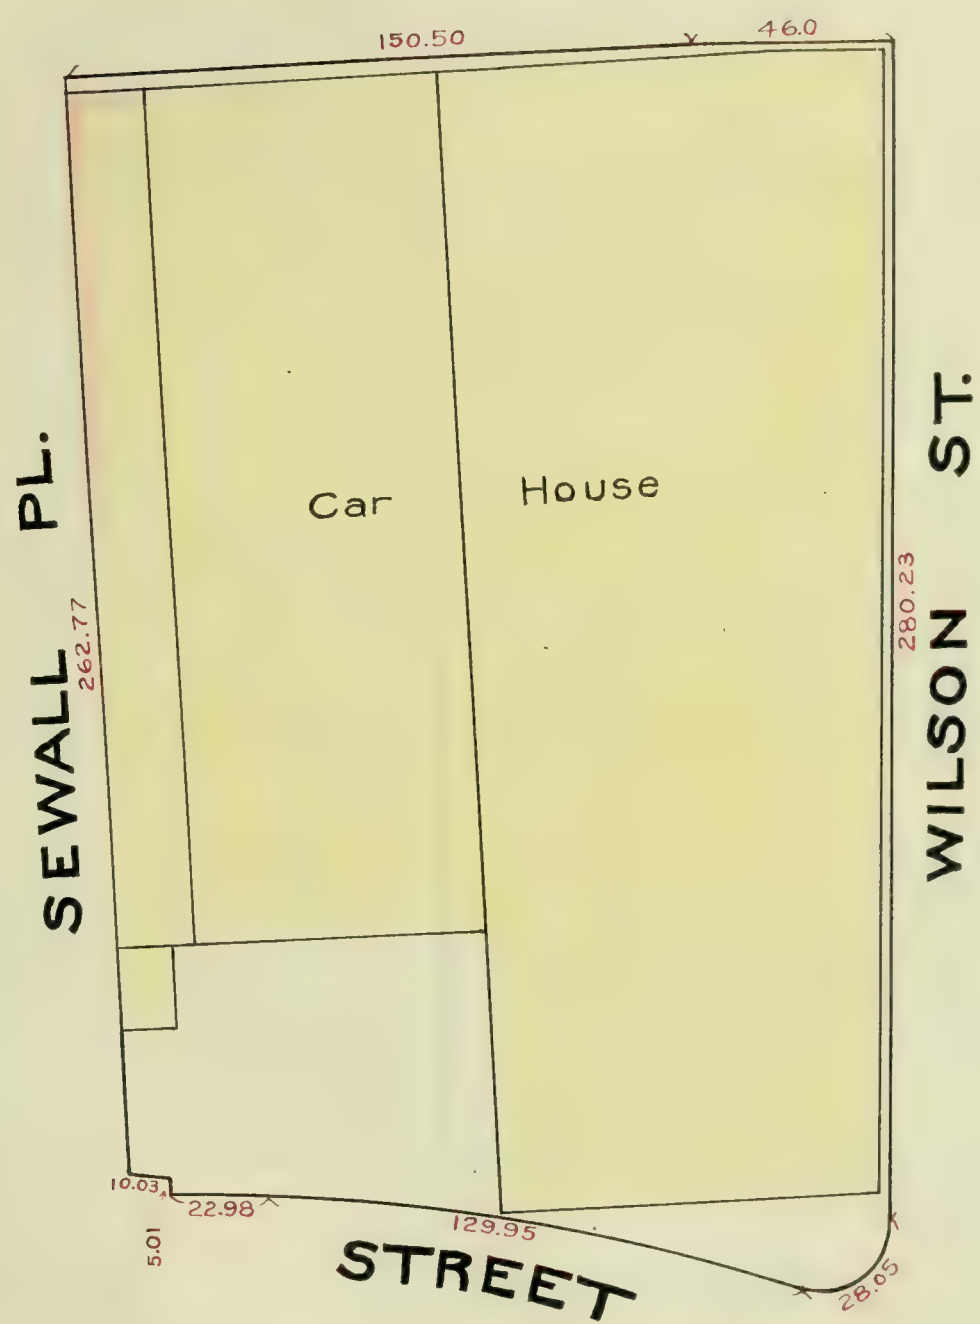 150.50
46.0
SEWALL PL.
262.77
Car House
280.23
WILSON ST.
10.03
5.01
22.98
129.95
28.05
STREET